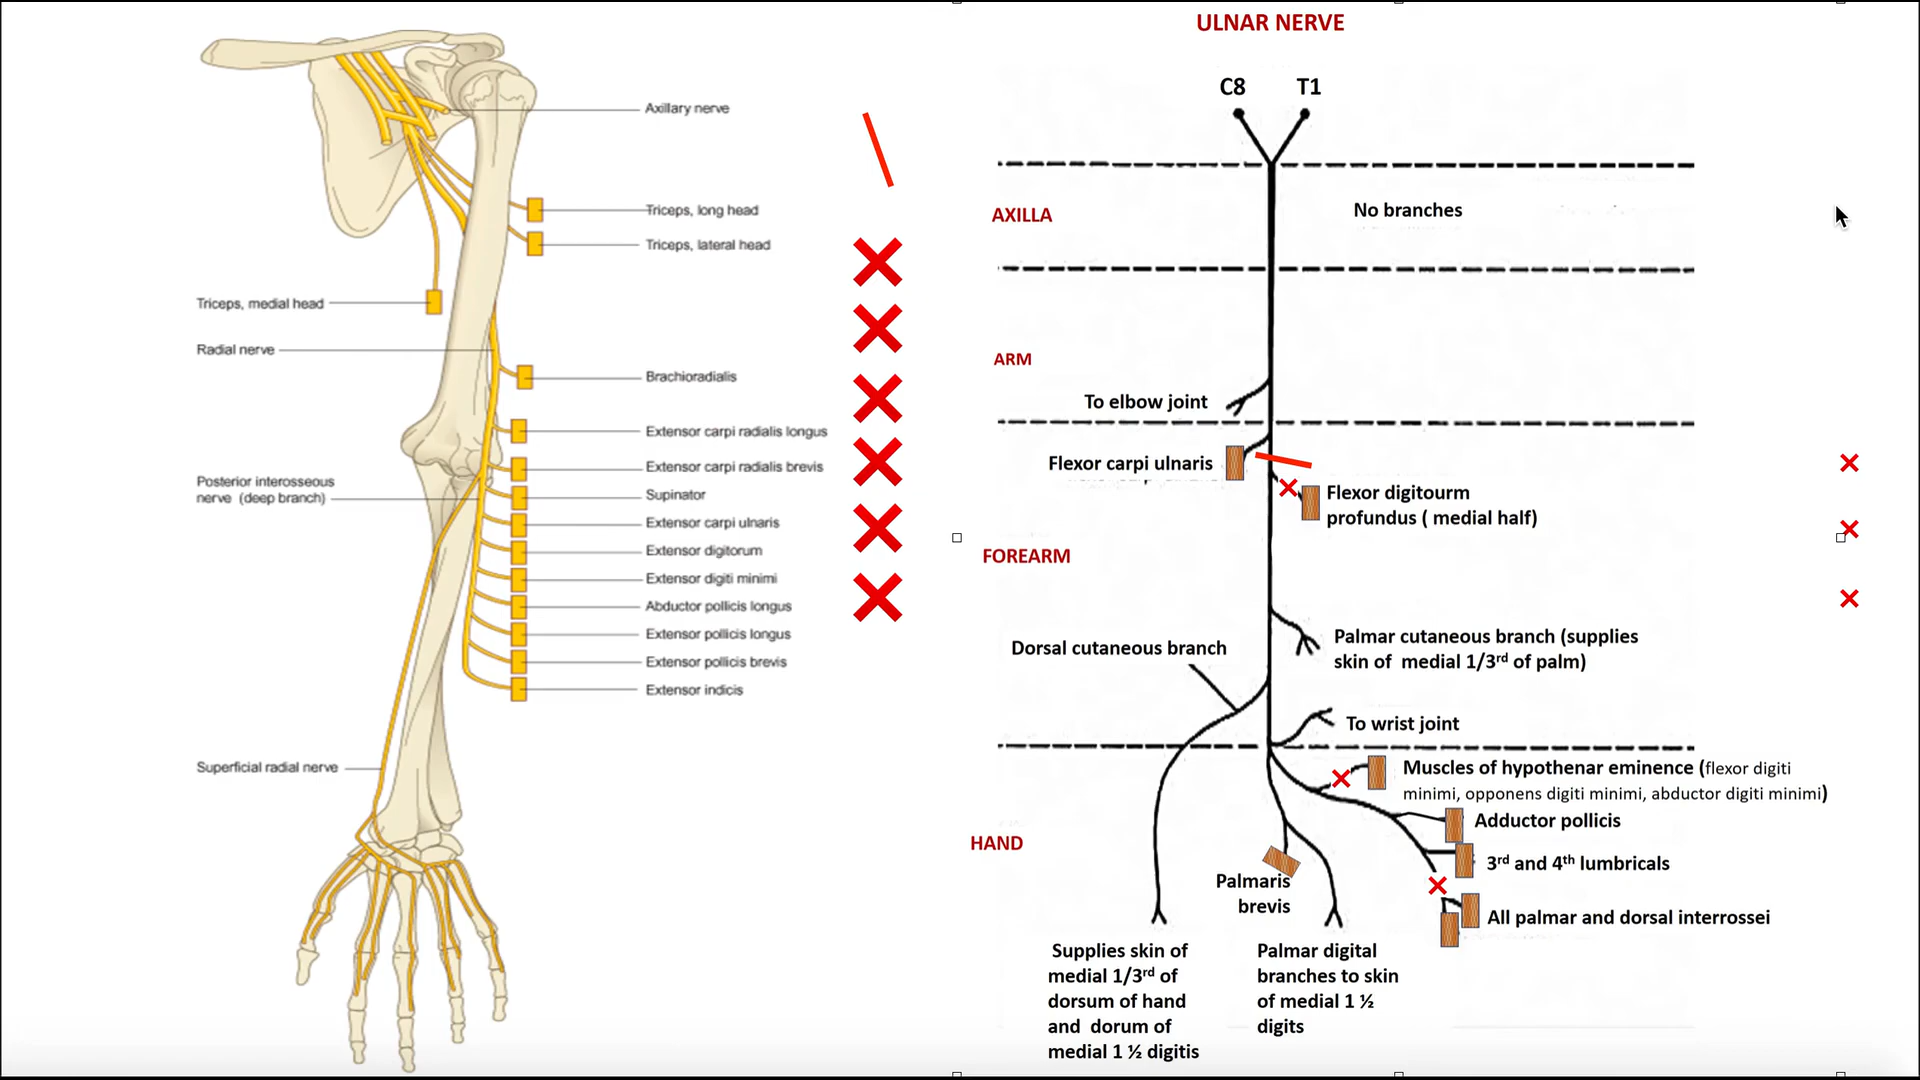 ULNAR NERVE
C8 T1
Axillary nerve
Triceps, long head
Triceps, lateral head
Triceps, medial head
Radial nerve
Brachioradialis
Extensor carpi radialis longus
Extensor carpi radialis brevis
Posterior interosseous
nerve (deep branch)
Supinator
Extensor carpi ulnaris
Extensor digitorum
Extensor digiti minimi
Abductor pollicis longus
Extensor pollicis longus
Extensor pollicis brevis
Extensor indicis
Superficial radial nerve
AXILLA
No branches
ARM
To elbow joint
Flexor carpi ulnaris
Flexor digitourm
profundus ( medial half)
FOREARM
Palmar cutaneous branch (supplies
skin of medial 1/3rd of palm)
Dorsal cutaneous branch
To wrist joint
Muscles of hypothenar eminence (flexor digiti
minimi, opponens digiti minimi, abductor digiti minimi)
Adductor pollicis
HAND
3rd and 4th lumbricals
Palmaris
brevis
All palmar and dorsal interrossei
Supplies skin of
medial 1/3rd of
dorsum of hand
and dorum of
medial 1 ½ digitis
Palmar digital
branches to skin
of medial 1 ½
digits